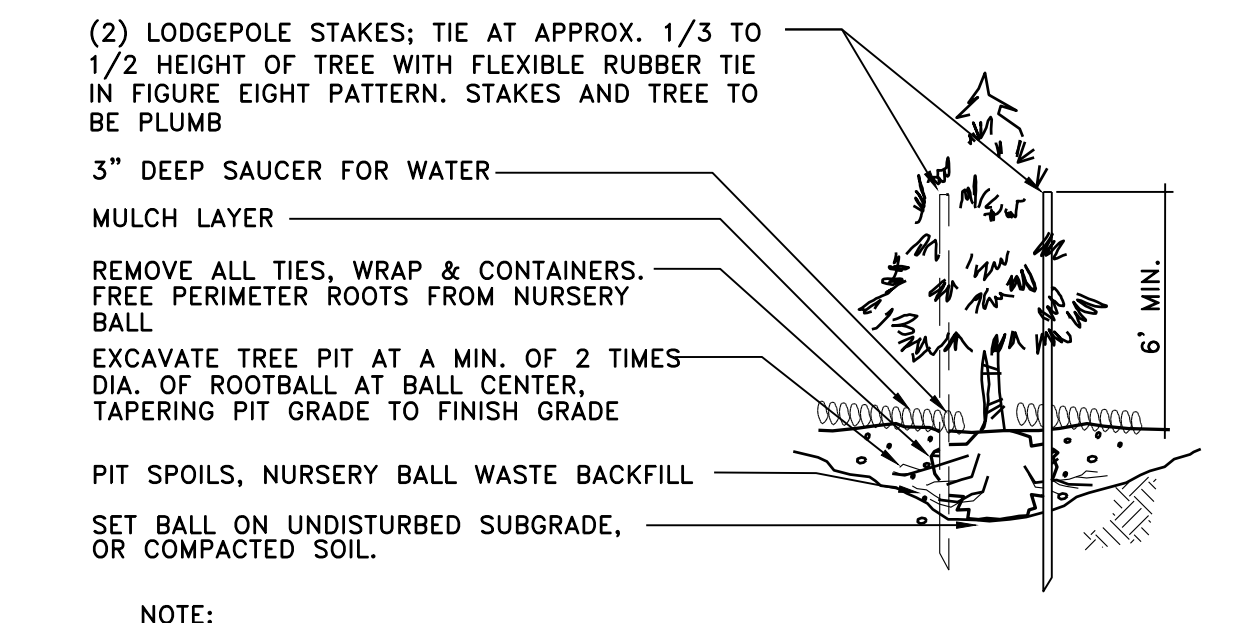 (2) LODGEPOLE STAKES; TIE AT APPROX. 1/3 TO
1/2 HEIGHT OF TREE WITH FLEXIBLE RUBBER TIE
IN FIGURE EIGHT PATTERN. STAKES AND TREE TO
BE PLUMB
3" DEEP SAUCER FOR WATER
MULCH LAYER
REMOVE ALL TIES, WRAP & CONTAINERS.
FREE PERIMETER ROOTS FROM NURSERY
BALL
EXCAVATE TREE PIT AT A MIN. OF 2 TIMES
DIA. OF ROOTBALL AT BALL CENTER,
TAPERING PIT GRADE TO FINISH GRADE
PIT SPOILS, NURSERY BALL WASTE BACKFILL
SET BALL ON UNDISTURBED SUBGRADE,
OR COMPACTED SOIL.
NOTE:
6' MIN.